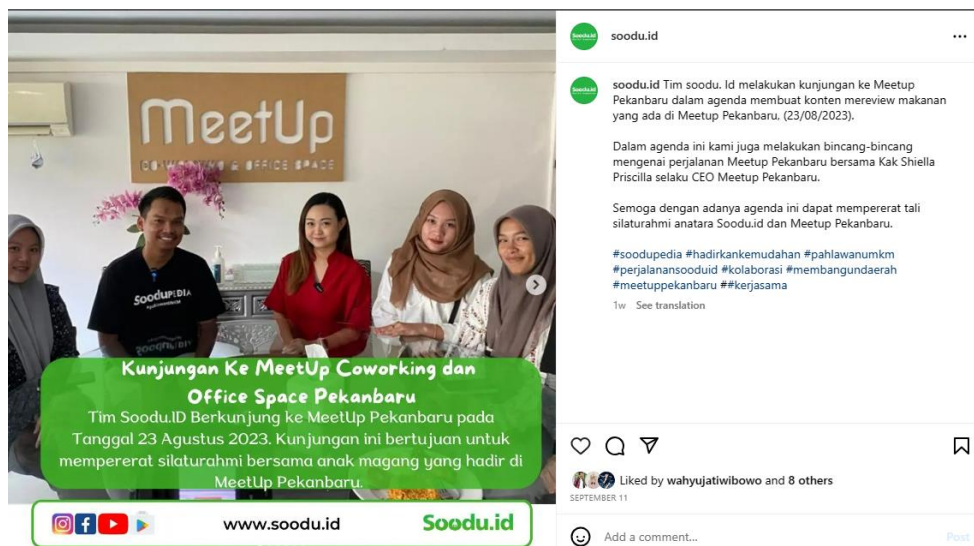 MeetUp
CO-WORKING & OFFICE SPACE
SooduPEDIA
Kunjungan Ke MeetUp Coworking dan
Office Space Pekanbaru
Tim Soodu.ID Berkunjung ke MeetUp Pekanbaru pada
Tanggal 23 Agustus 2023. Kunjungan ini bertujuan untuk
mempererat silaturahmi bersama anak magang yang hadir di
MeetUp Pekanbaru.
www.soodu.id
Soodu.id
Soodu.id
soodu.id
Soodu.id
soodu.id Tim soodu. Id melakukan kunjungan ke Meetup
Pekanbaru dalam agenda membuat konten mereview makanan
yang ada di Meetup Pekanbaru, (23/08/2023).
Dalam agenda ini kami juga melakukan bincang-bincang
mengenai perjalanan Meetup Pekanbaru bersama Kak Shiella
Priscilla selaku CEO Meetup Pekanbaru.
Semoga dengan adanya agenda ini dapat mempererat tali
silaturahmi anatara Soodu.id dan Meetup Pekanbaru.
#soodupedia #hadirkankemudahan #pahlawanumkm
#perjalanansooduid #kolaborasi #membangundaerah
#meetuppekanbaru ##kerjasama
1w See translation
Liked by wahyujatiwibowo and 8 others
SEPTEMBER 11
Add a comment...
Post